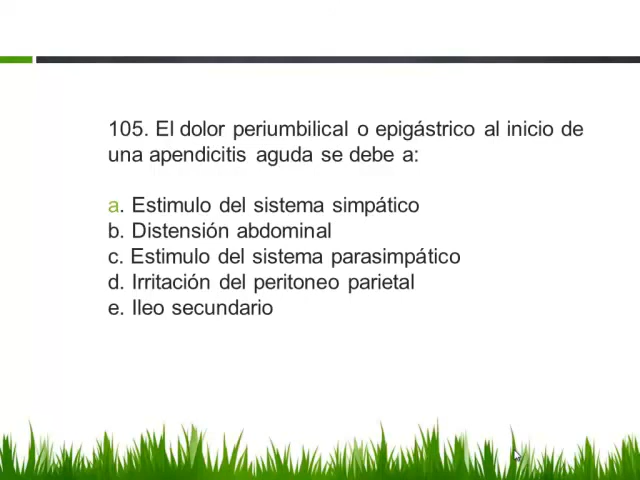 105. El dolor periumbilical o epigástrico al inicio de
una apendicitis aguda se debe a:
a. Estimulo del sistema simpático
b. Distensión abdominal
c. Estimulo del sistema parasimpático
d. Irritación del peritoneo parietal
e. Ileo secundario